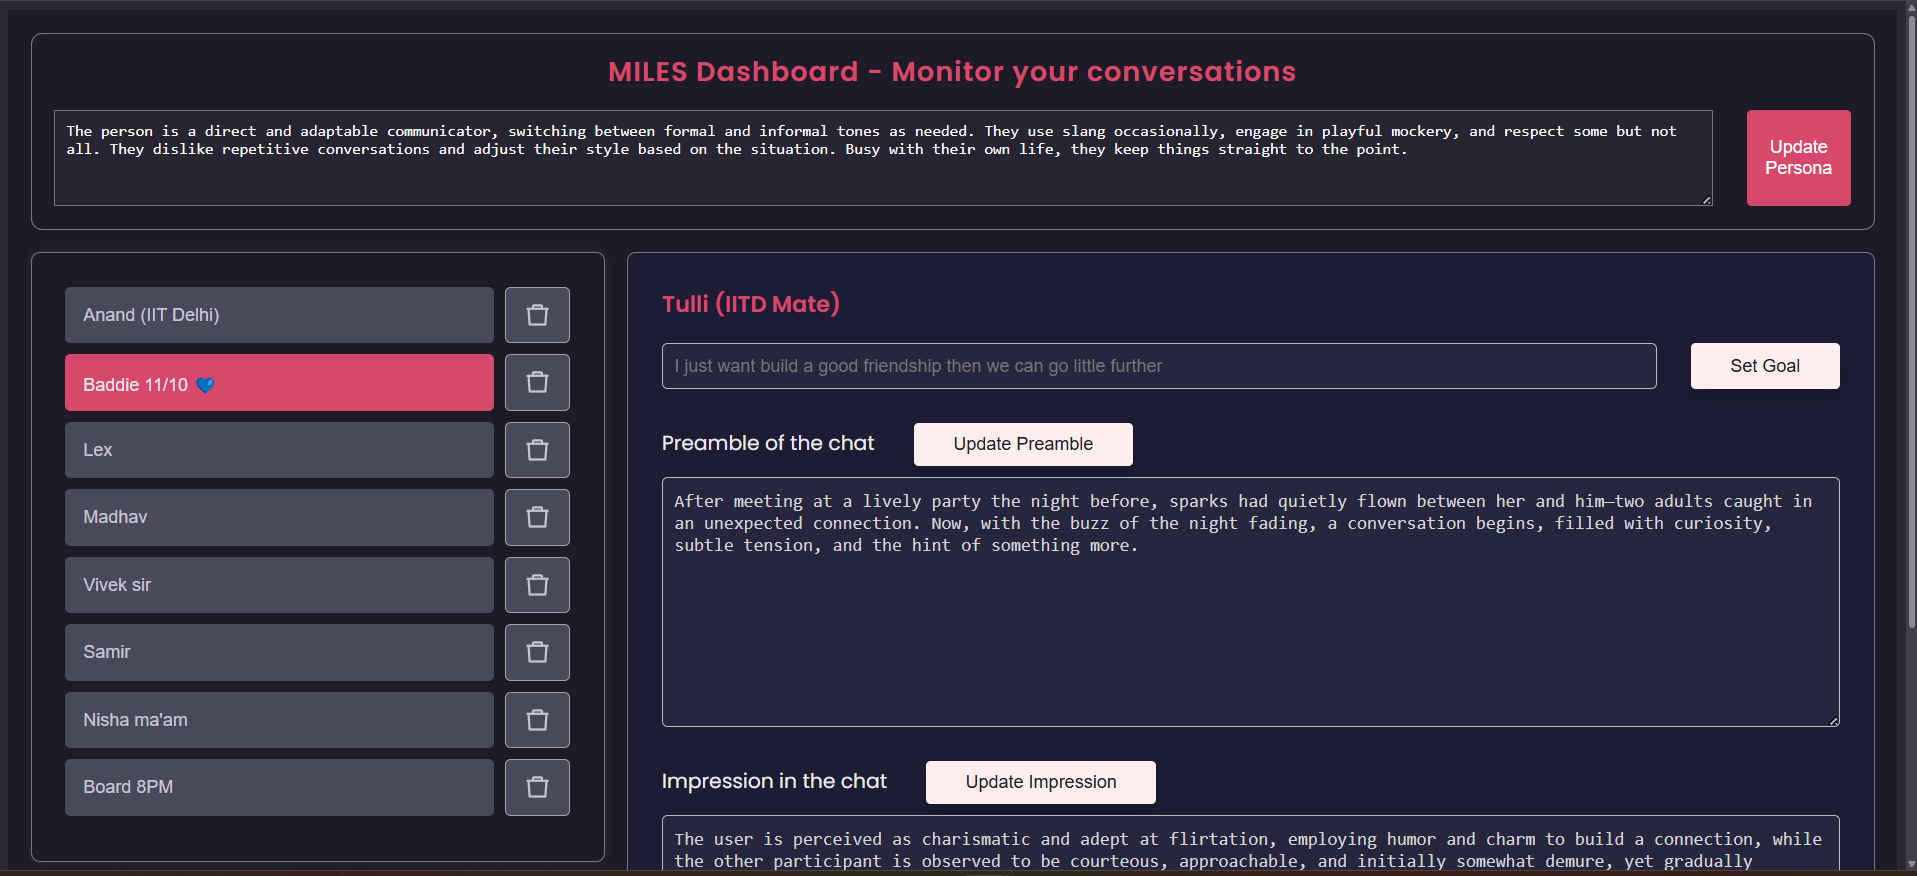 MILES Dashboard - Monitor your conversations
The person is a direct and adaptable communicator, switching between formal and informal tones as needed. They use slang occasionally, engage in playful mockery, and respect some but not
all. They dislike repetitive conversations and adjust their style based on the situation. Busy with their own life, they keep things straight to the point.
Update
Persona
Anand (IIT Delhi)
Baddie 11/10 💙
Lex
Madhav
Vivek sir
Samir
Nisha ma'am
Board 8PM
Tulli (IITD Mate)
I just want build a good friendship then we can go little further
Set Goal
Preamble of the chat
Update Preamble
After meeting at a lively party the night before, sparks had quietly flown between her and him—two adults caught in
an unexpected connection. Now, with the buzz of the night fading, a conversation begins, filled with curiosity,
subtle tension, and the hint of something more.
Impression in the chat
Update Impression
The user is perceived as charismatic and adept at flirtation, employing humor and charm to build a connection, while
the other participant is observed to be courteous, approachable, and initially somewhat demure, yet gradually